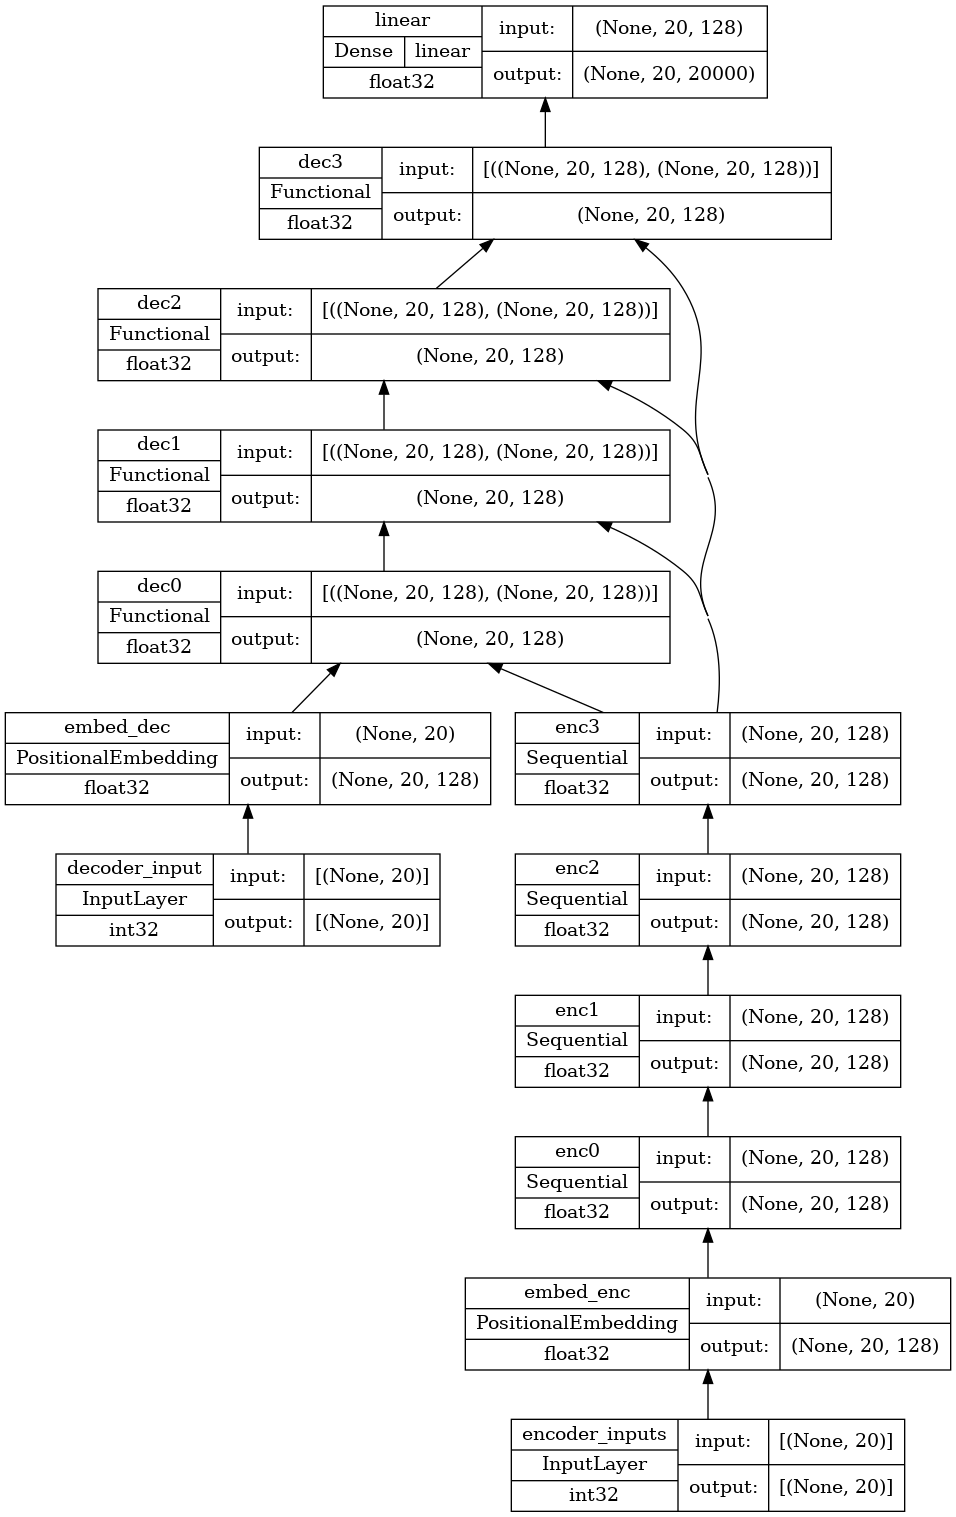 linear
Dense linear
float32
input: (None, 20, 128)
output: (None, 20, 20000)
dec3
Functional
float32
input: [((None, 20, 128), (None, 20, 128))]
output: (None, 20, 128)
dec2
Functional
float32
input: [((None, 20, 128), (None, 20, 128))]
output: (None, 20, 128)
dec1
Functional
float32
input: [((None, 20, 128), (None, 20, 128))]
output: (None, 20, 128)
dec0
Functional
float32
input: [((None, 20, 128), (None, 20, 128))]
output: (None, 20, 128)
embed_dec
PositionalEmbedding
float32
input: (None, 20)
output: (None, 20, 128)
enc3
Sequential
float32
input: (None, 20, 128)
output: (None, 20, 128)
decoder_input
InputLayer
int32
input: [(None, 20)]
output: [(None, 20)]
enc2
Sequential
float32
input: (None, 20, 128)
output: (None, 20, 128)
enc1
Sequential
float32
input: (None, 20, 128)
output: (None, 20, 128)
enc0
Sequential
float32
input: (None, 20, 128)
output: (None, 20, 128)
embed_enc
PositionalEmbedding
float32
input: (None, 20)
output: (None, 20, 128)
encoder_inputs
InputLayer
int32
input: [(None, 20)]
output: [(None, 20)]